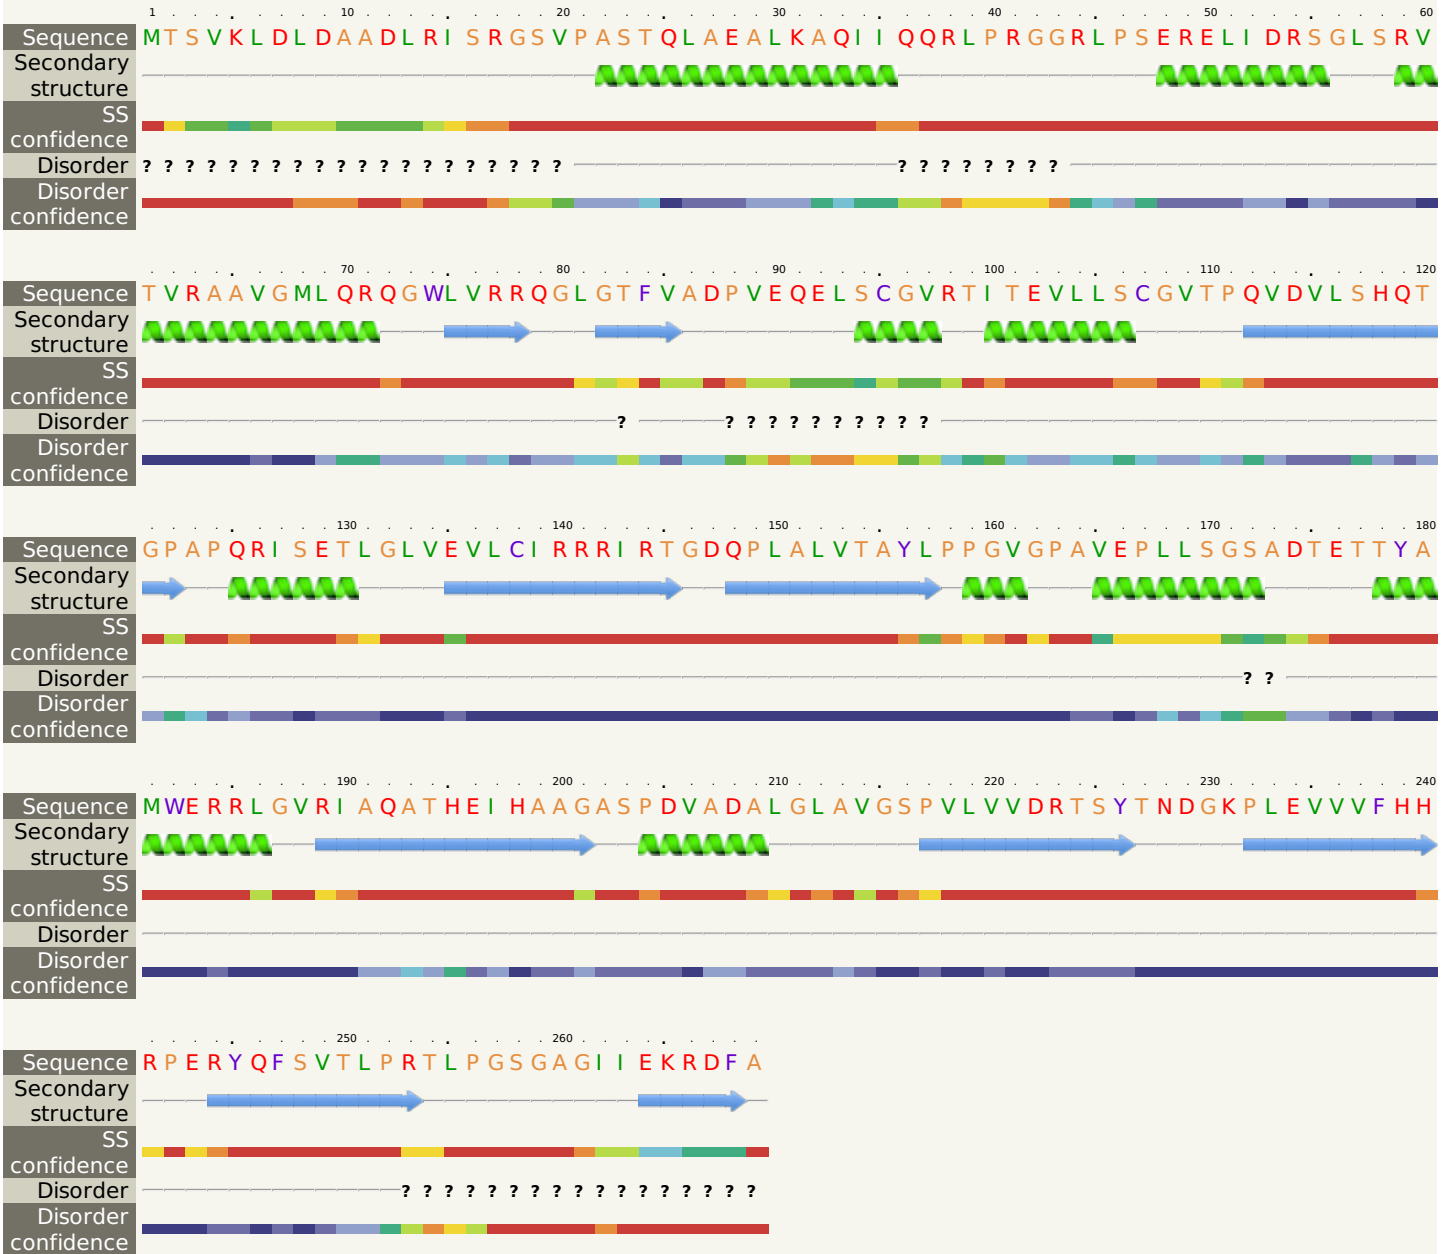 1 10 20 30 40 50 60
Sequence MTSVKLDLDAADLRISRGSVPASTQLAEALKAQIIQQRLPRGGRLPSERELIDRSGLSRV
Secondary
structure
SS
confidence
Disorder ? ? ? ? ? ? ? ? ? ? ? ? ? ? ? ? ? ? ? ? ? ? ? ? ? ? ? ?
Disorder
confidence
70 80 90 100 110 120
Sequence TVRAAVGMLQRQGWLVRRQGLGTFVADPVEQELSCGVRTITEVLLSCGVTPQVDVLSHQT
Secondary
structure
SS
confidence
Disorder ? ? ? ? ? ? ? ? ? ? ?
Disorder
confidence
130 140 150 160 170 180
Sequence GPAPQRISETLGLVEVLCIRRRIRTGDQPLALVTAYLPPGVGPAVEPLLSGSADTETTYA
Secondary
structure
SS
confidence
Disorder ? ?
Disorder
confidence
190 200 210 220 230 240
Sequence MWERRLGVRIAQATHEIHAAGASPDVADALGLAVGSPVLVVDRTSYTNDGKPLEVVVFHH
Secondary
structure
SS
confidence
Disorder
Disorder
confidence
250 260
Sequence RPERYQFSVTLPRTLPGSGAGIIEKRDFA
Secondary
structure
SS
confidence
Disorder ? ? ? ? ? ? ? ? ? ? ? ? ? ? ? ? ?
Disorder
confidence